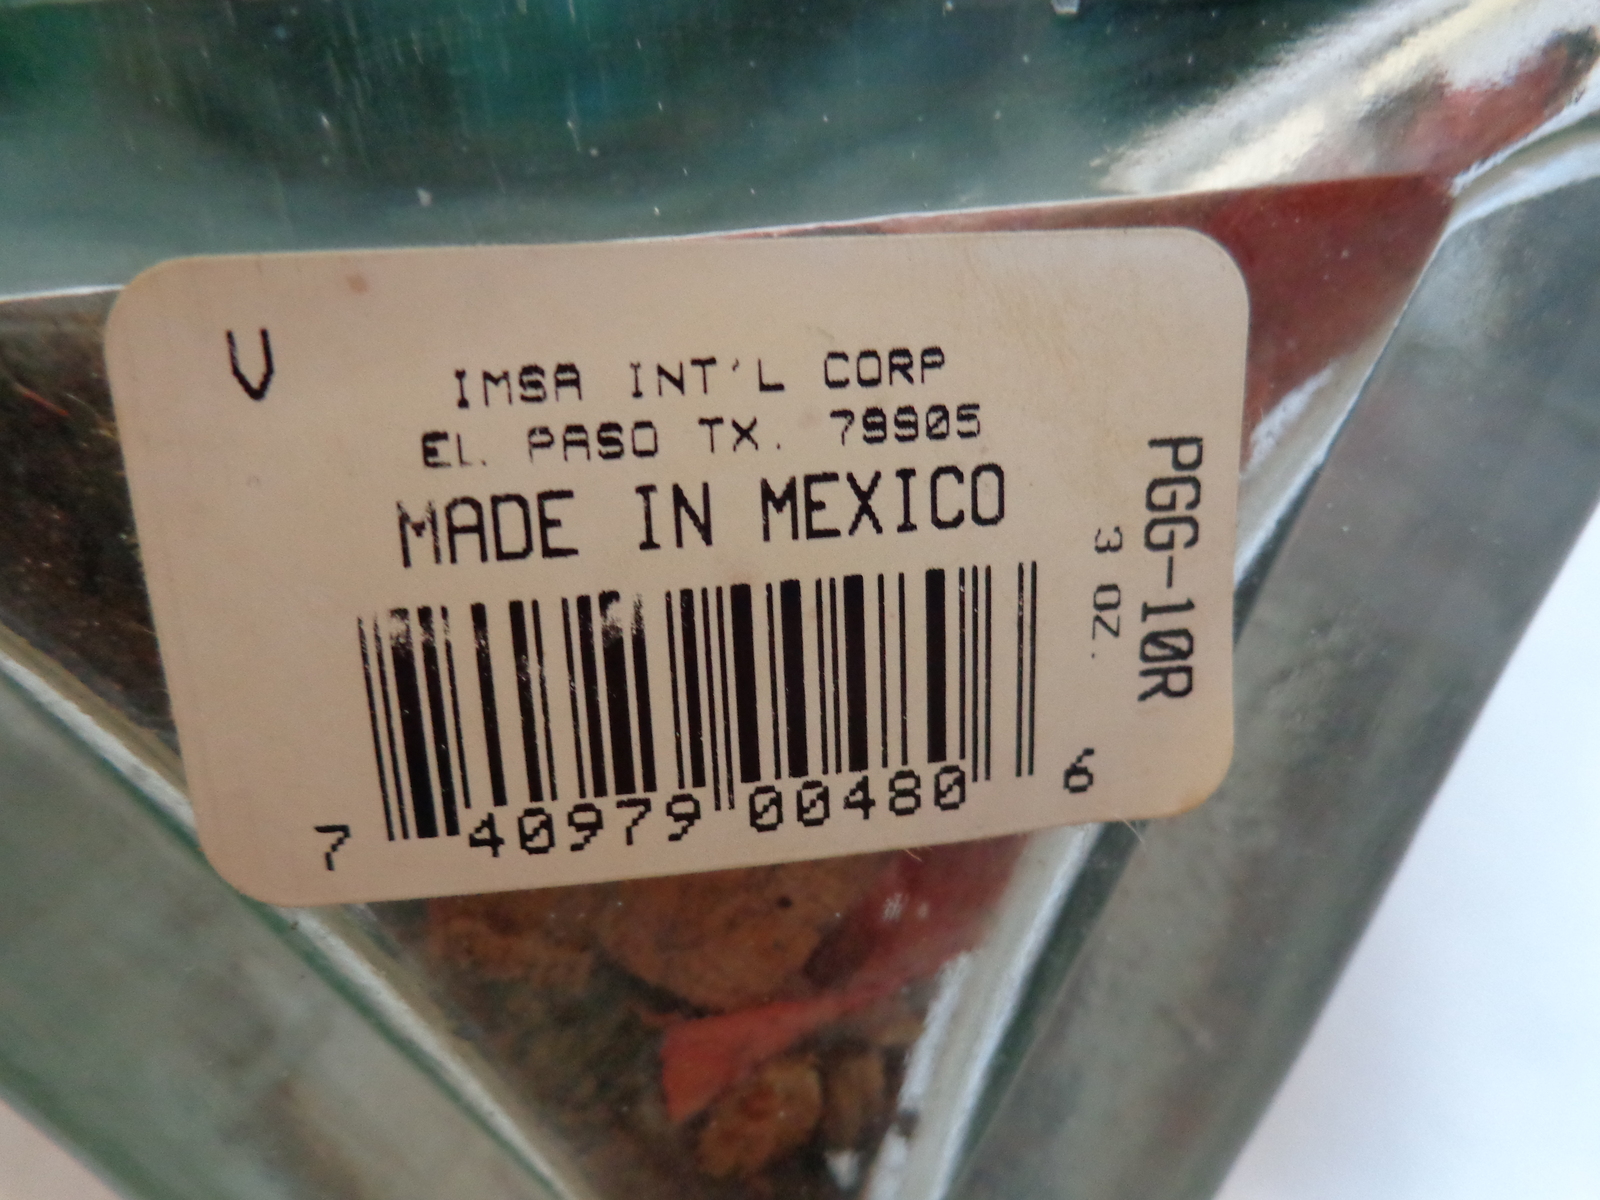 V
IMSA INT'L CORP
EL PASO TX. 79905
MADE IN MEXICO
7 40979 00480 6
PGG-10R
3 OZ.